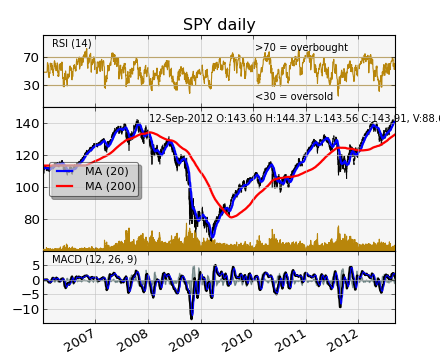 SPY daily
RSI (14)
>70 = overbought
70
30
<30 = oversold
12-Sep-2012 O:143.60 H:144.37 L:143.56 C:143.91, V:88.
140
120
100
80
MA (20)
MA (200)
MACD (12, 26, 9)
5
0
−5
−10
2007
2008
2009
2010
2011
2012